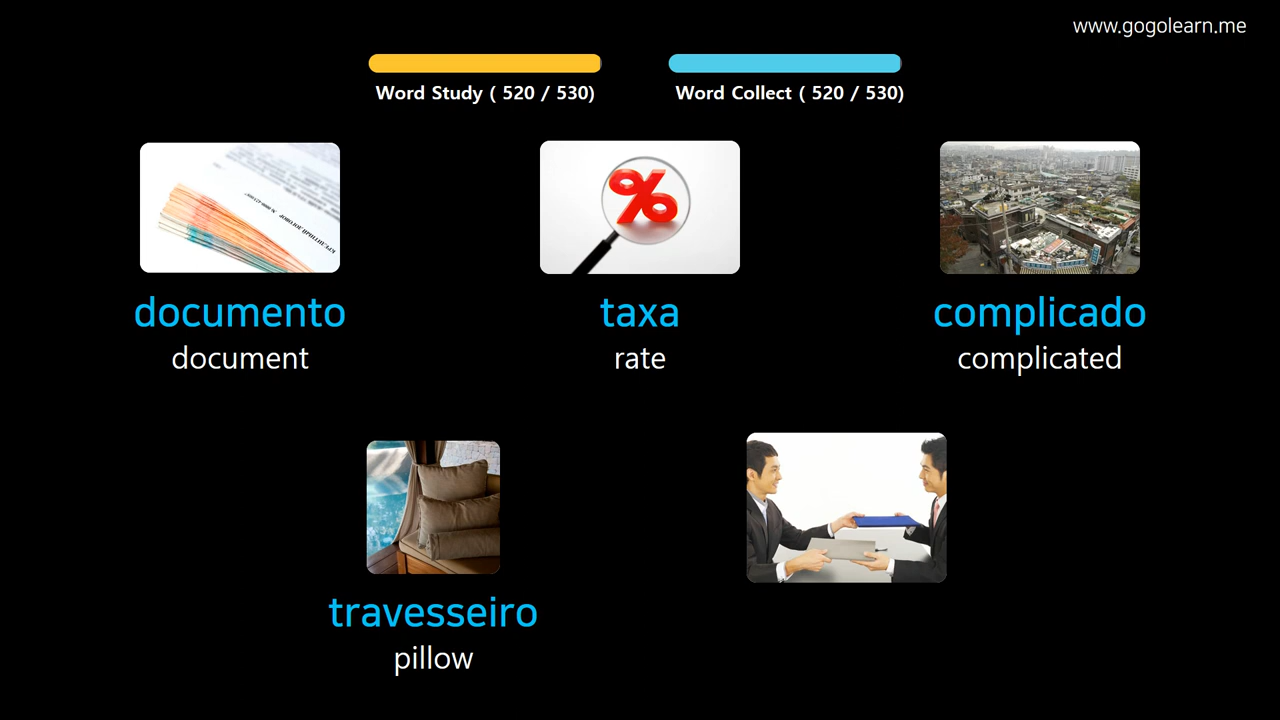 www.gogolearn.me
Word Study ( 520 / 530)
Word Collect ( 520 / 530)
documento
document
taxa
rate
complicado
complicated
travesseiro
pillow